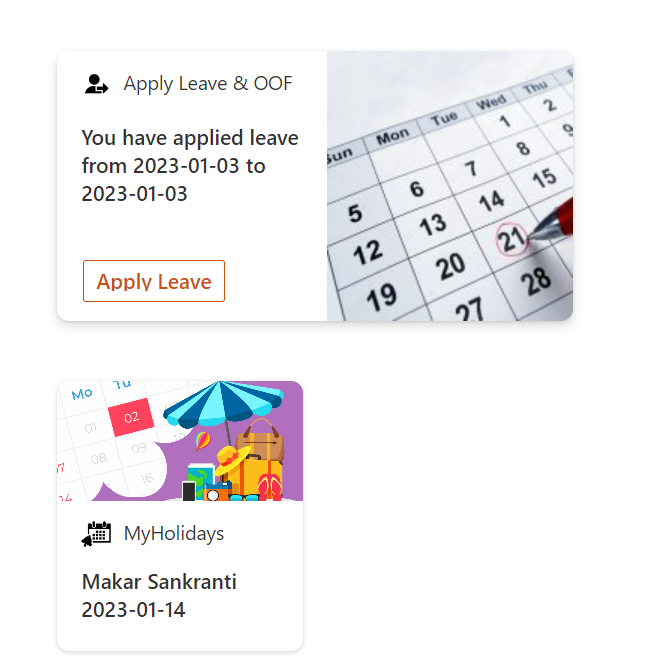 Apply Leave & OOF
You have applied leave
from 2023-01-03 to
2023-01-03
Apply Leave
Sun Mon Tue Wed Thu
1 2
5 6 7 8 9
12 13 14 15
19 20 21
27 28
Mo Tu
01 02
08 09 10
16
MyHolidays
Makar Sankranti
2023-01-14